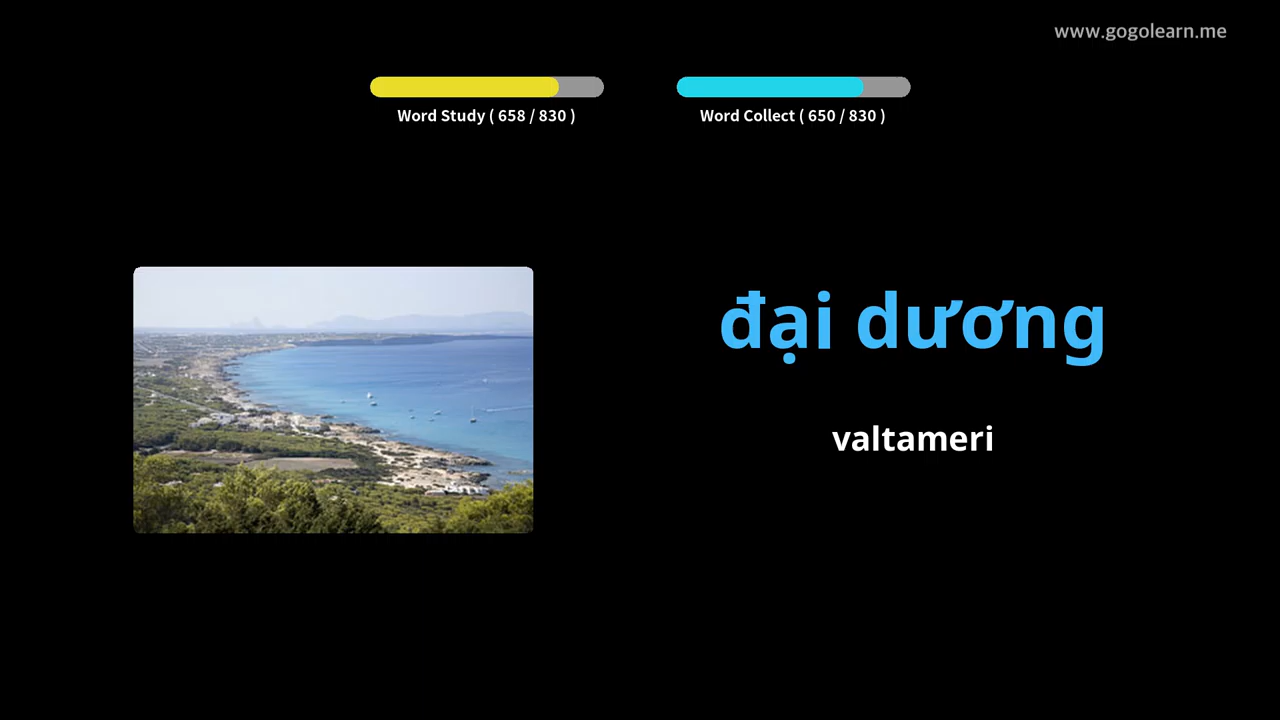 www.gogolearn.me
Word Study ( 658 / 830 )
Word Collect ( 650 / 830 )
đại dương
valtameri